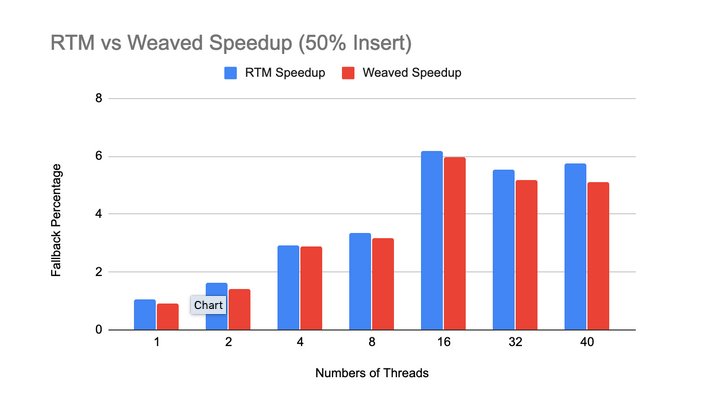 RTM vs Weaved Speedup (50% Insert)
RTM Speedup Weaved Speedup
8
6
4
2
0
Fallback Percentage
Chart
1 2 4 8 16 32 40
Numbers of Threads